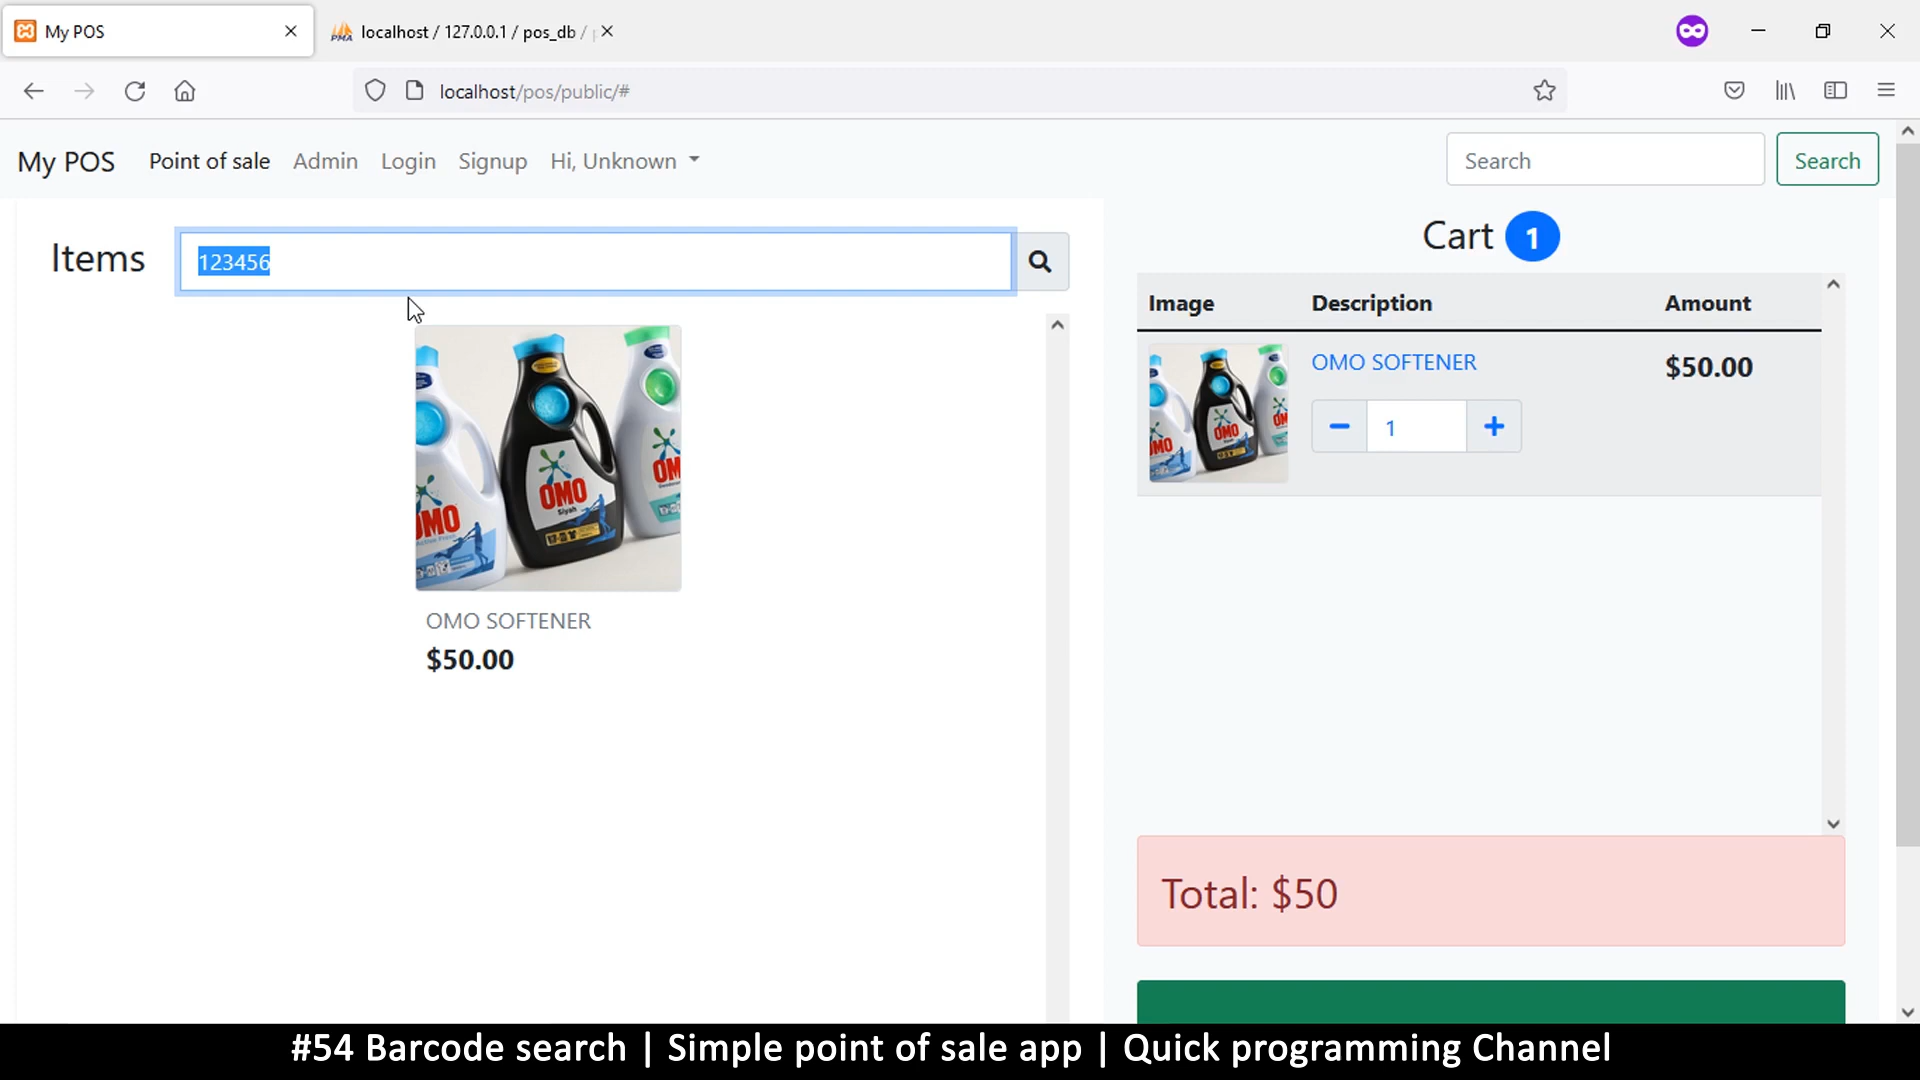 My POS
localhost / 127.0.0.1 / pos_db /
localhost/pos/public/#
My POS Point of sale Admin Login Signup Hi, Unknown
Search Search
Items 123456
Cart 1
Image Description Amount
OMO SOFTENER $50.00
1
OMO
Siyah
OMO SOFTENER
$50.00
Total: $50
#54 Barcode search | Simple point of sale app | Quick programming Channel